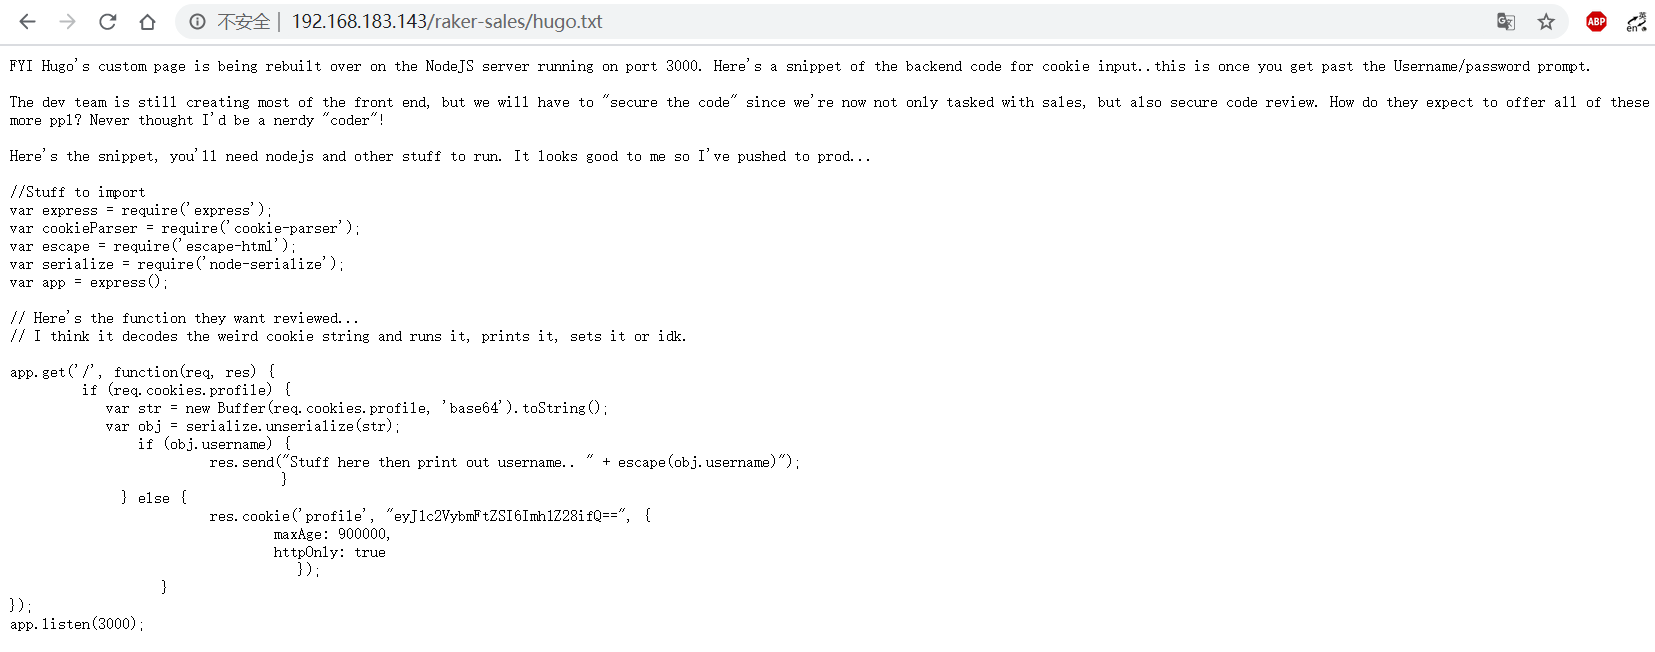 不安全 | 192.168.183.143/raker-sales/hugo.txt
ABP
英
en
FYI Hugo's custom page is being rebuilt over on the NodeJS server running on port 3000. Here's a snippet of the backend code for cookie input..this is once you get past the Username/password prompt.
The dev team is still creating most of the front end, but we will have to "secure the code" since we're now not only tasked with sales, but also secure code review. How do they expect to offer all of these
more ppl? Never thought I'd be a nerdy "coder"!
Here's the snippet, you'll need nodejs and other stuff to run. It looks good to me so I've pushed to prod...
//Stuff to import
var express = require('express');
var cookieParser = require('cookie-parser');
var escape = require('escape-html');
var serialize = require('node-serialize');
var app = express();
// Here's the function they want reviewed...
// I think it decodes the weird cookie string and runs it, prints it, sets it or idk.
app.get('/', function(req, res) {
if (req.cookies.profile) {
var str = new Buffer(req.cookies.profile, 'base64').toString();
var obj = serialize.unserialize(str);
if (obj.username) {
res.send("Stuff here then print out username.. " + escape(obj.username)");
}
} else {
res.cookie('profile', "eyJ1c2VybmFtZSI6Imh1Z28ifQ==", {
maxAge: 900000,
httpOnly: true
});
}
});
app.listen(3000);